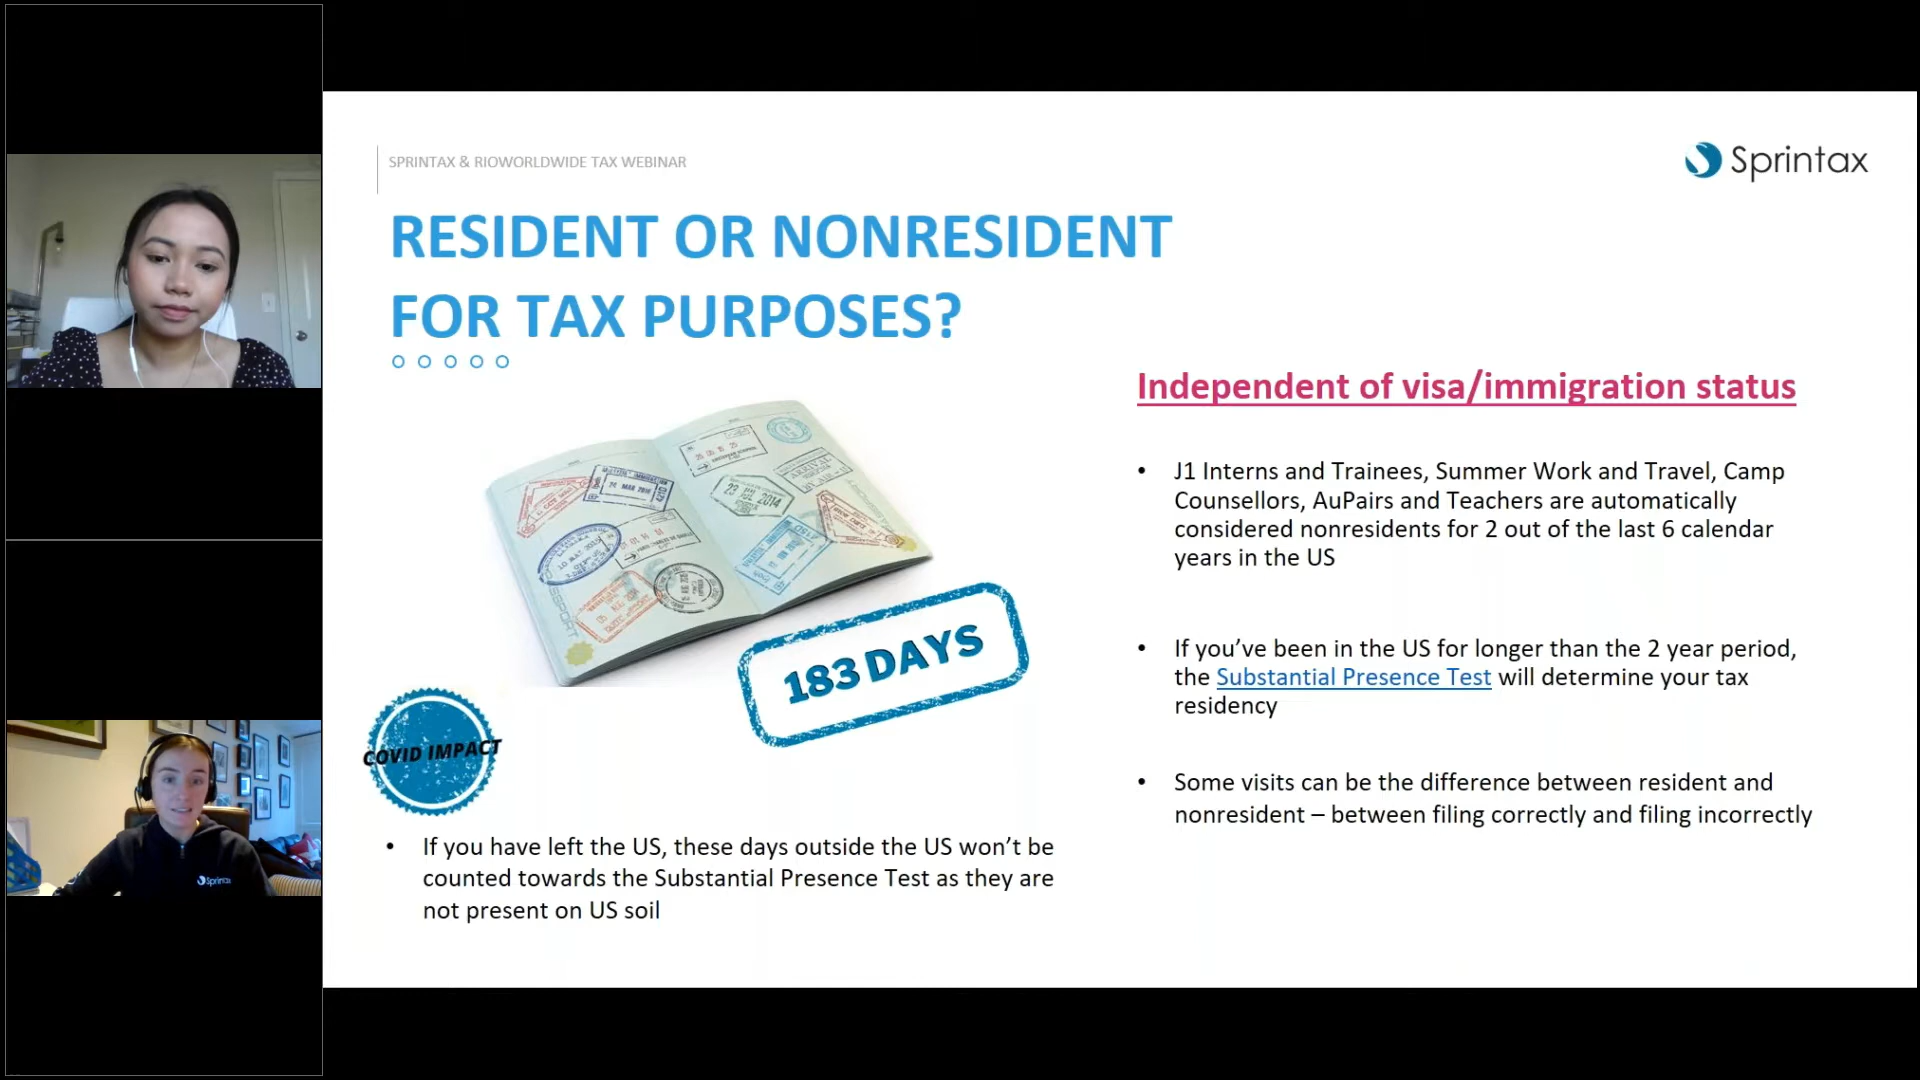 SPRINTAX & RIOWORLDWIDE TAX WEBINAR
Sprintax
RESIDENT OR NONRESIDENT
FOR TAX PURPOSES?
Independent of visa/immigration status
• J1 Interns and Trainees, Summer Work and Travel, Camp
Counsellors, AuPairs and Teachers are automatically
considered nonresidents for 2 out of the last 6 calendar
years in the US
• If you’ve been in the US for longer than the 2 year period,
the Substantial Presence Test will determine your tax
residency
• Some visits can be the difference between resident and
nonresident – between filing correctly and filing incorrectly
183 DAYS
COVID IMPACT
• If you have left the US, these days outside the US won’t be
counted towards the Substantial Presence Test as they are
not present on US soil
Sprintax